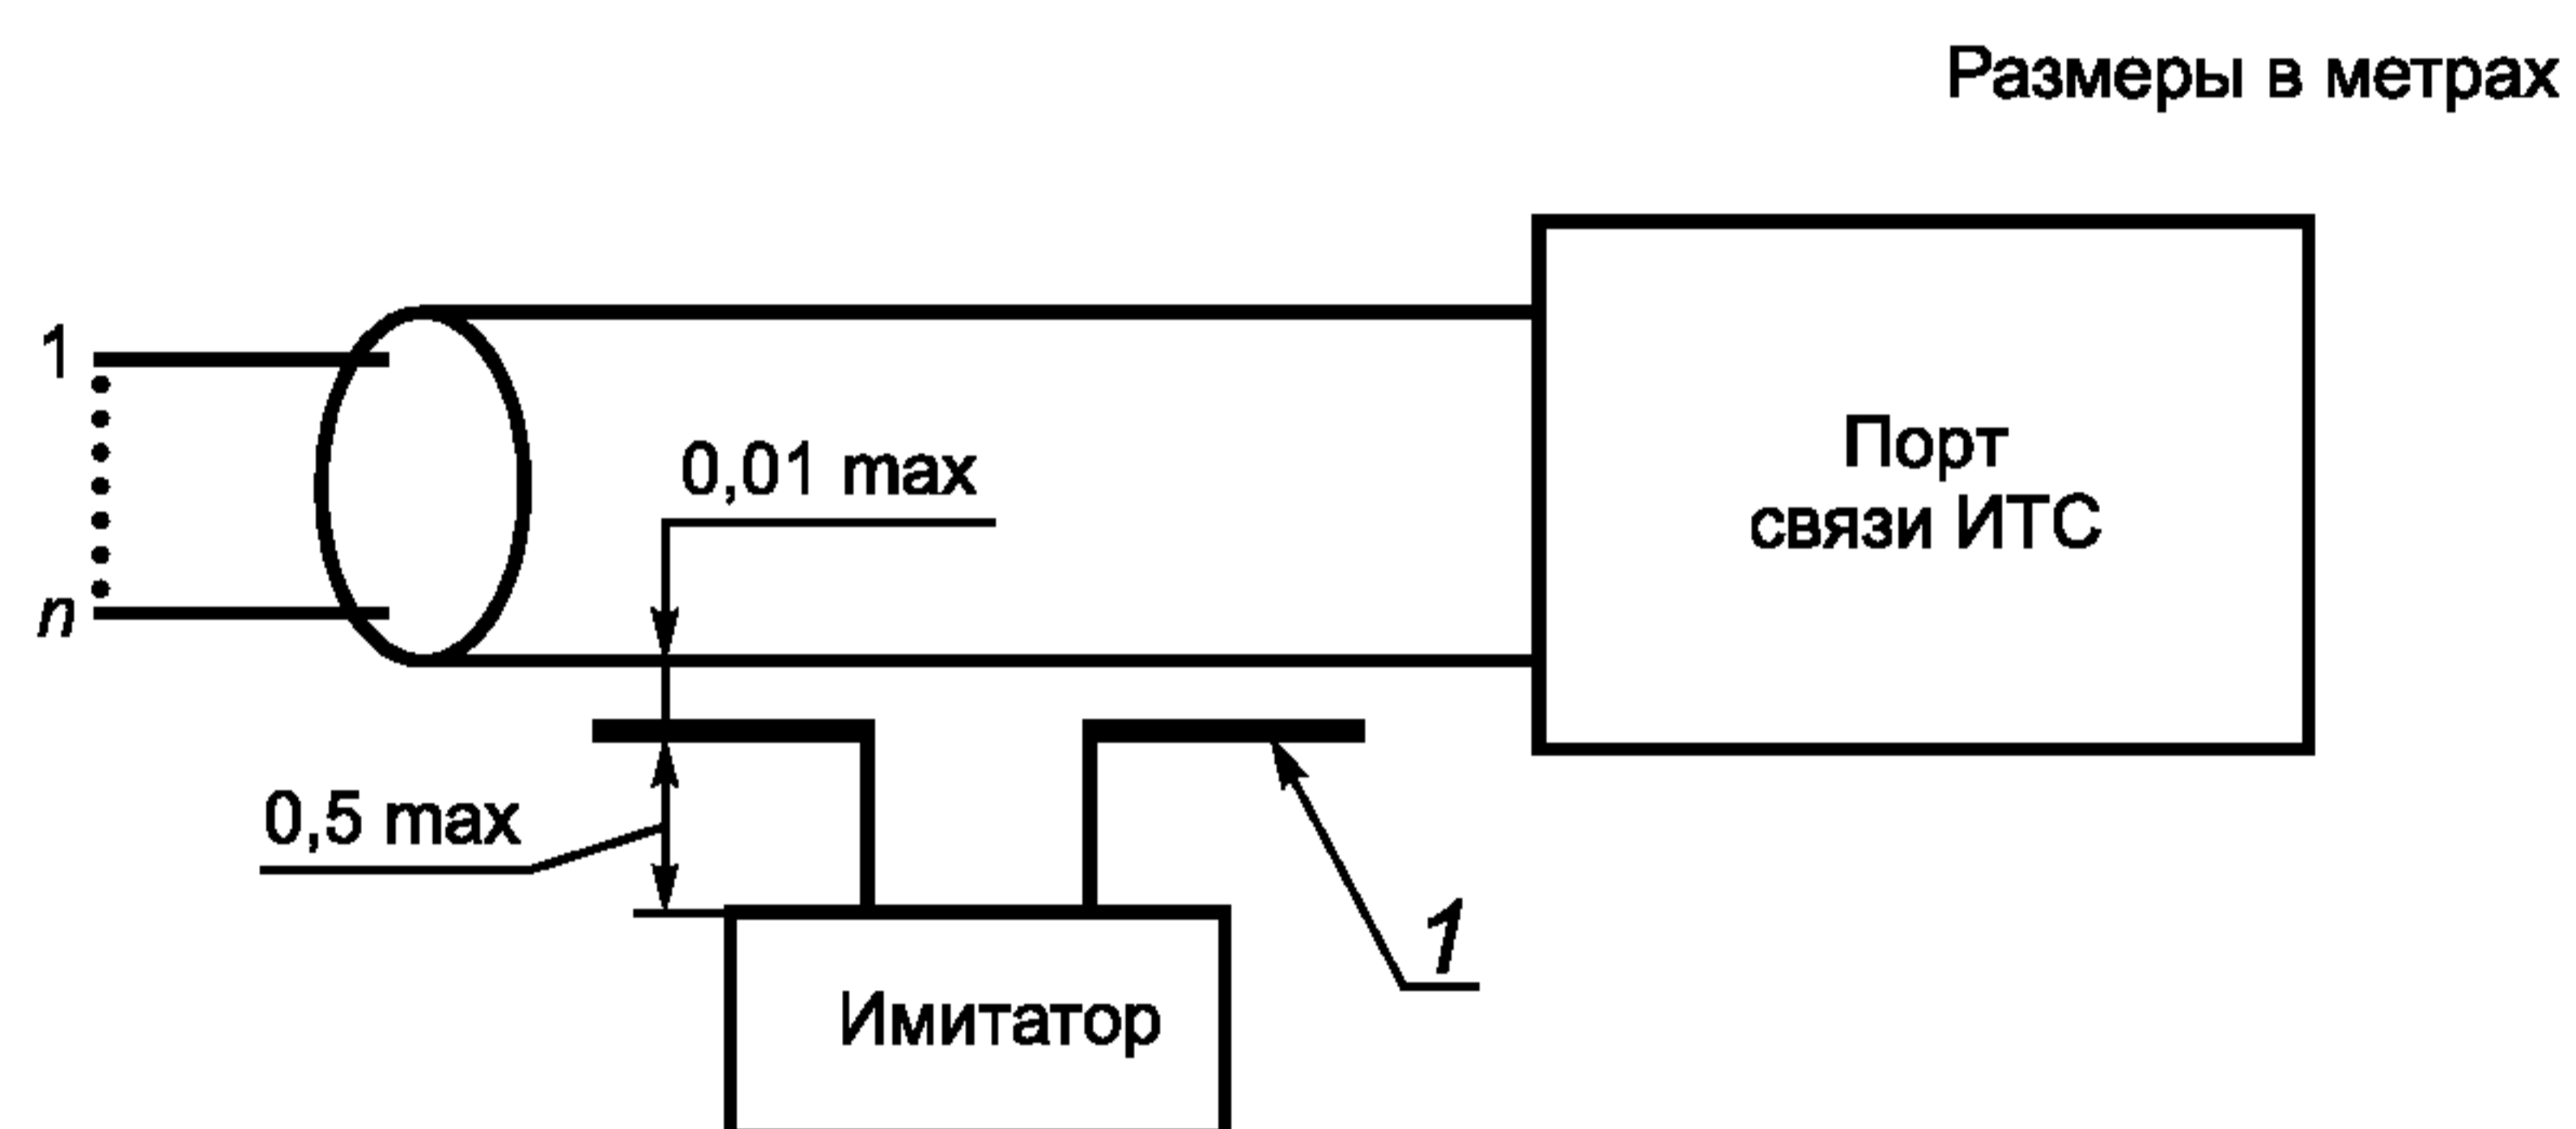 Размеры в метрах
1
0,01 max
Порт
связи ИТС
n
0,5 max
1
Имитатор